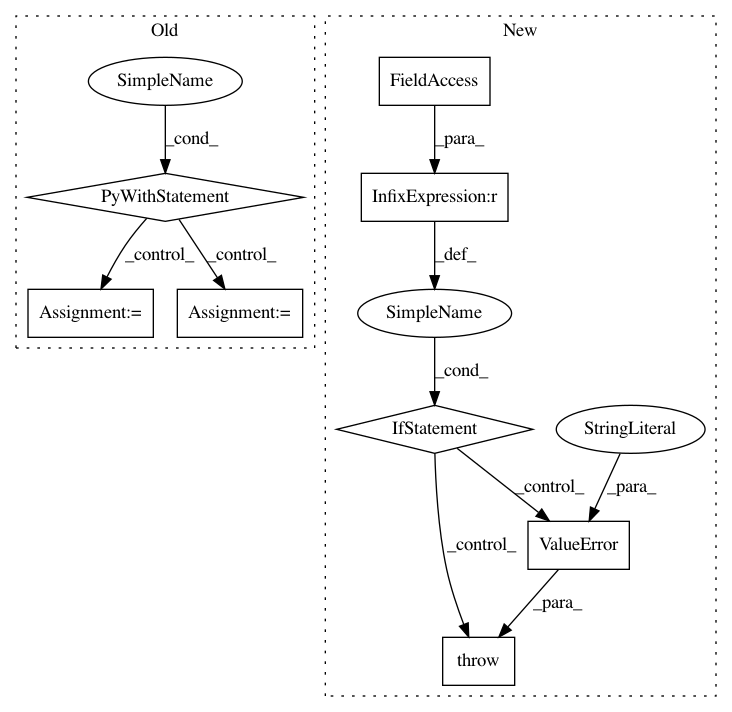 Old
New
SimpleName
FieldAccess
_cond_
_para_
PyWithStatement
InfixExpression:r
_control_
_control_
_def_
Assignment:=
Assignment:=
SimpleName
_cond_
IfStatement
StringLiteral
_control_
_para_
_control_
ValueError
_para_
throw